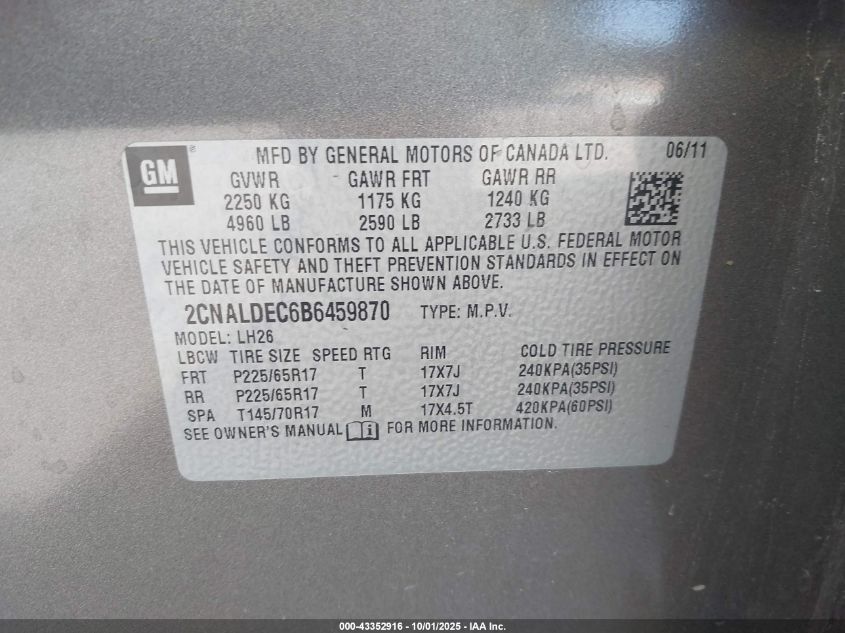 GM ® MFD BY GENERAL MOTORS OF CANADA LTD. 06/11
GVWR GAWR FRT GAWR RR
2250 KG 1175 KG 1240 KG
4960 LB 2590 LB 2733 LB
THIS VEHICLE CONFORMS TO ALL APPLICABLE U.S. FEDERAL MOTOR
VEHICLE SAFETY AND THEFT PREVENTION STANDARDS IN EFFECT ON
THE DATE OF MANUFACTURE SHOWN ABOVE.
2CNALDEC6B6459870 TYPE: M.P.V.
MODEL: LH26
LBCW TIRE SIZE SPEED RTG RIM COLD TIRE PRESSURE
FRT P225/65R17 T 17X7J 240KPA(35PSI)
RR P225/65R17 T 17X7J 240KPA(35PSI)
SPA T145/70R17 M 17X4.5T 420KPA(60PSI)
SEE OWNER'S MANUAL i FOR MORE INFORMATION.
000-43352916 - 10/01/2025 - IAA Inc.